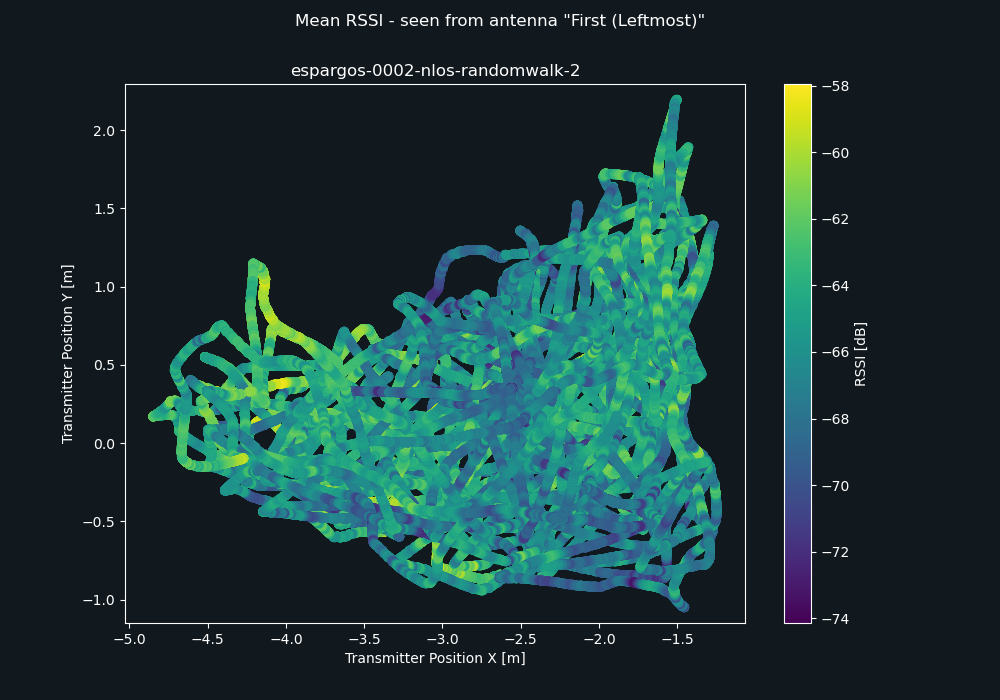 Mean RSSI - seen from antenna "First (Leftmost)"
espargos-0002-nlos-randomwalk-2
2.0
1.5
1.0
0.5
0.0
−0.5
−1.0
Transmitter Position Y [m]
−5.0 −4.5 −4.0 −3.5 −3.0 −2.5 −2.0 −1.5
Transmitter Position X [m]
−58
−60
−62
−64
−66
−68
−70
−72
−74
RSSI [dB]